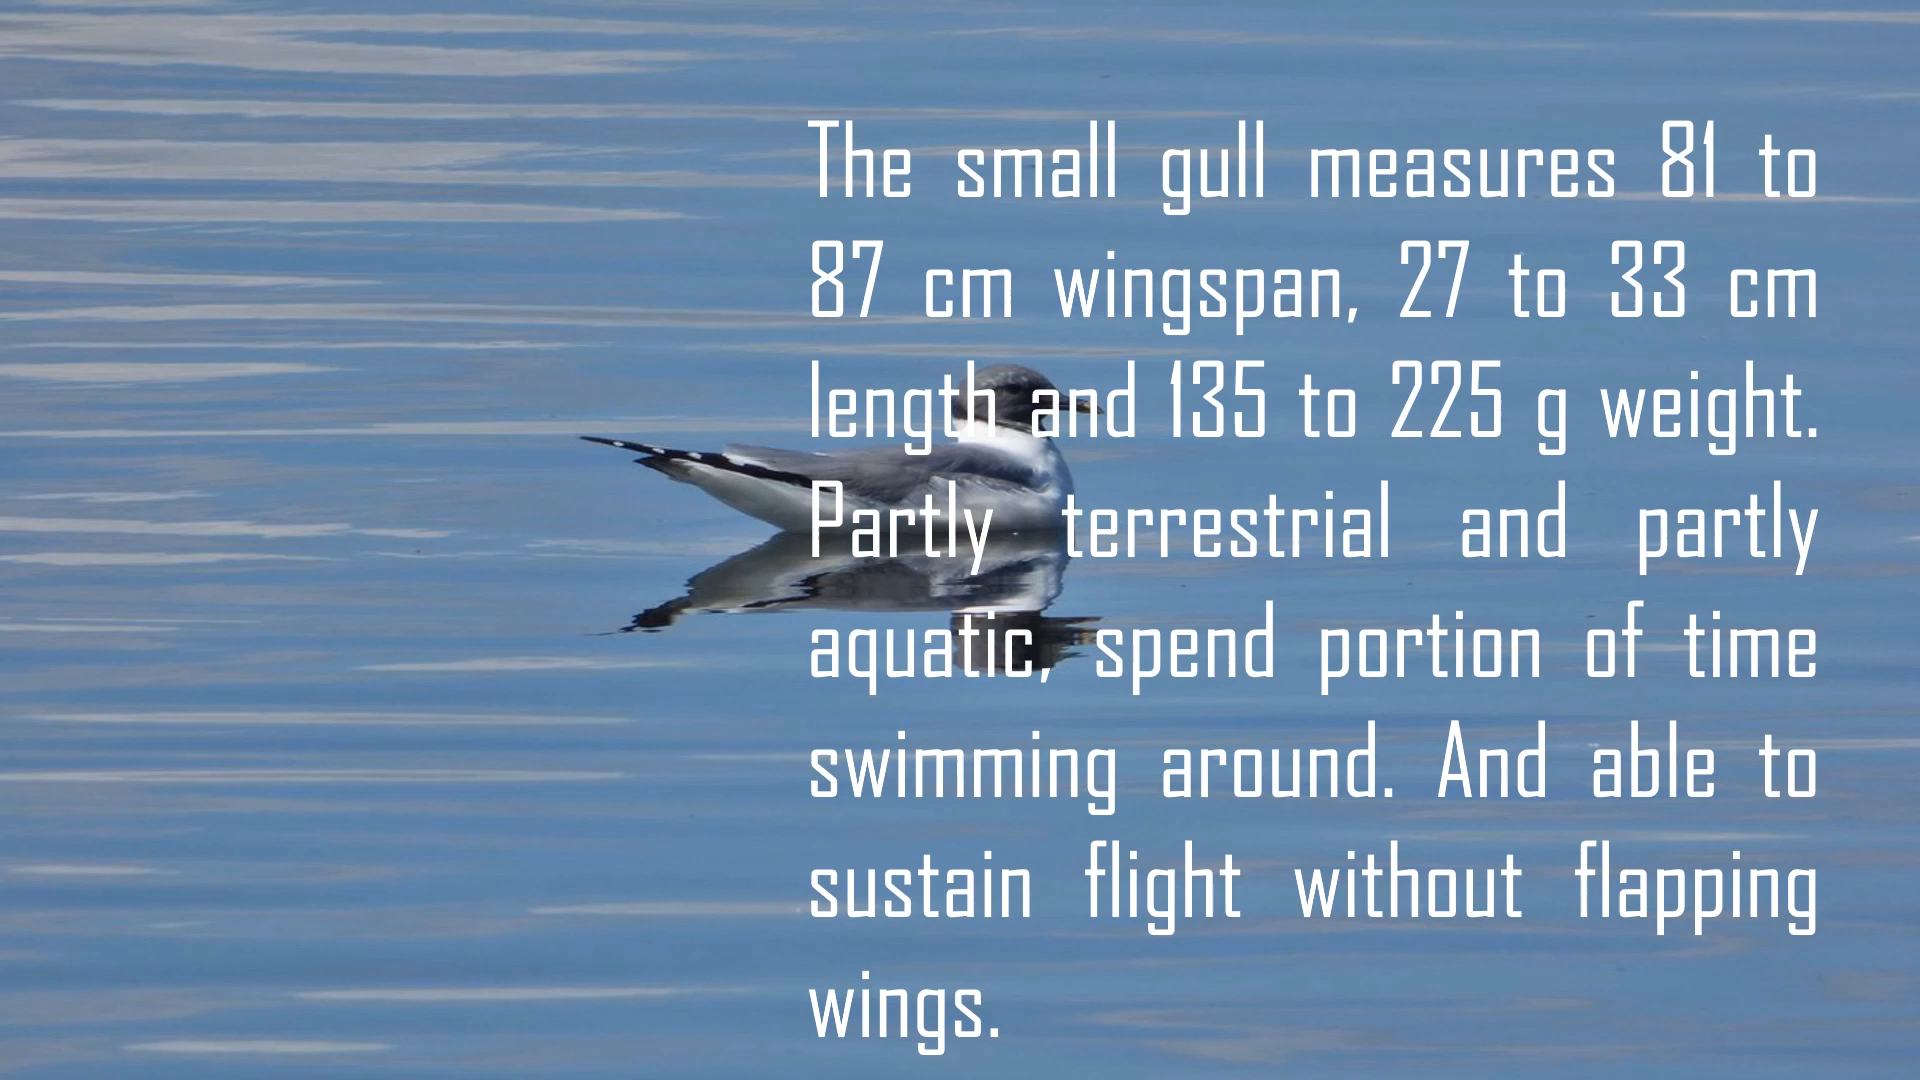 The small gull measures 81 to
87 cm wingspan, 27 to 33 cm
length and 135 to 225 g weight.
Partly terrestrial and partly
aquatic, spend portion of time
swimming around. And able to
sustain flight without flapping
wings.